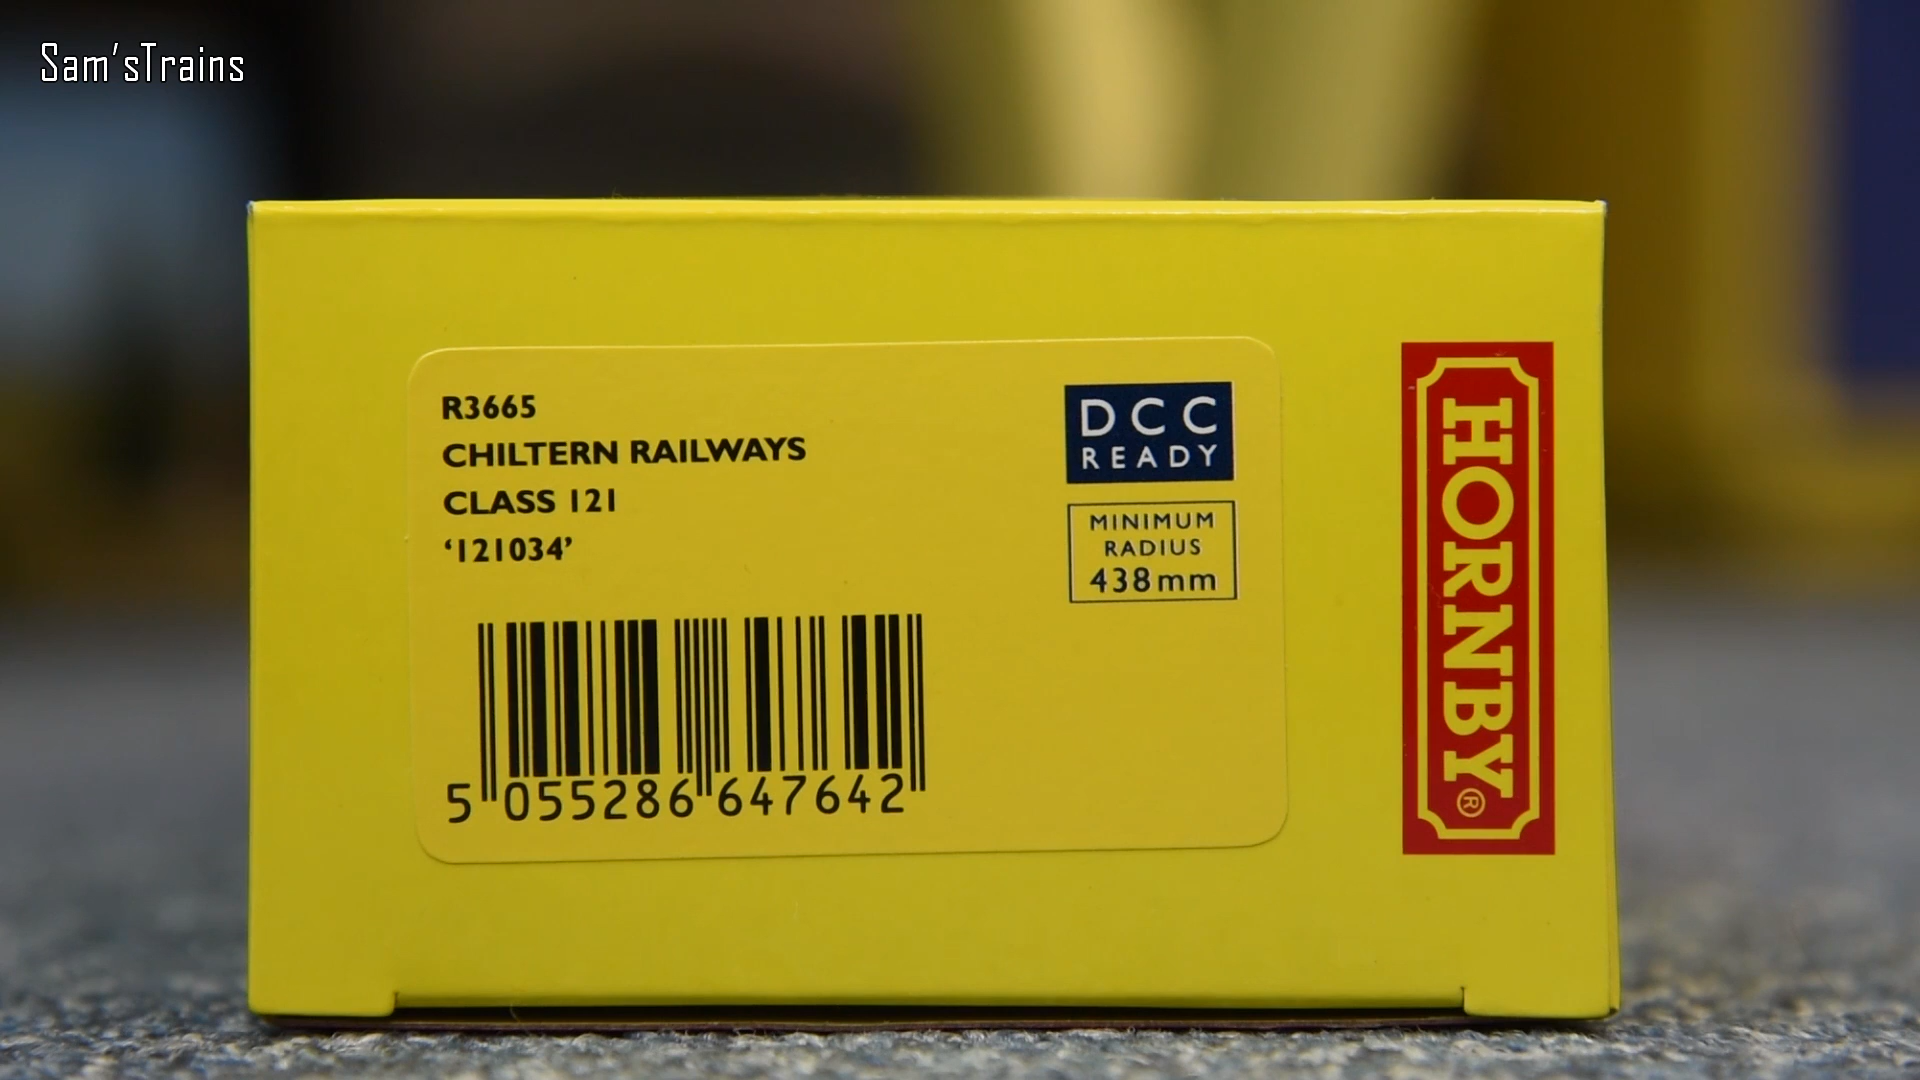 Sam'sTrains
R3665
CHILTERN RAILWAYS
CLASS 121
‘121034’
5 055286 647642
DCC
READY
MINIMUM
RADIUS
438mm
HORNBY®